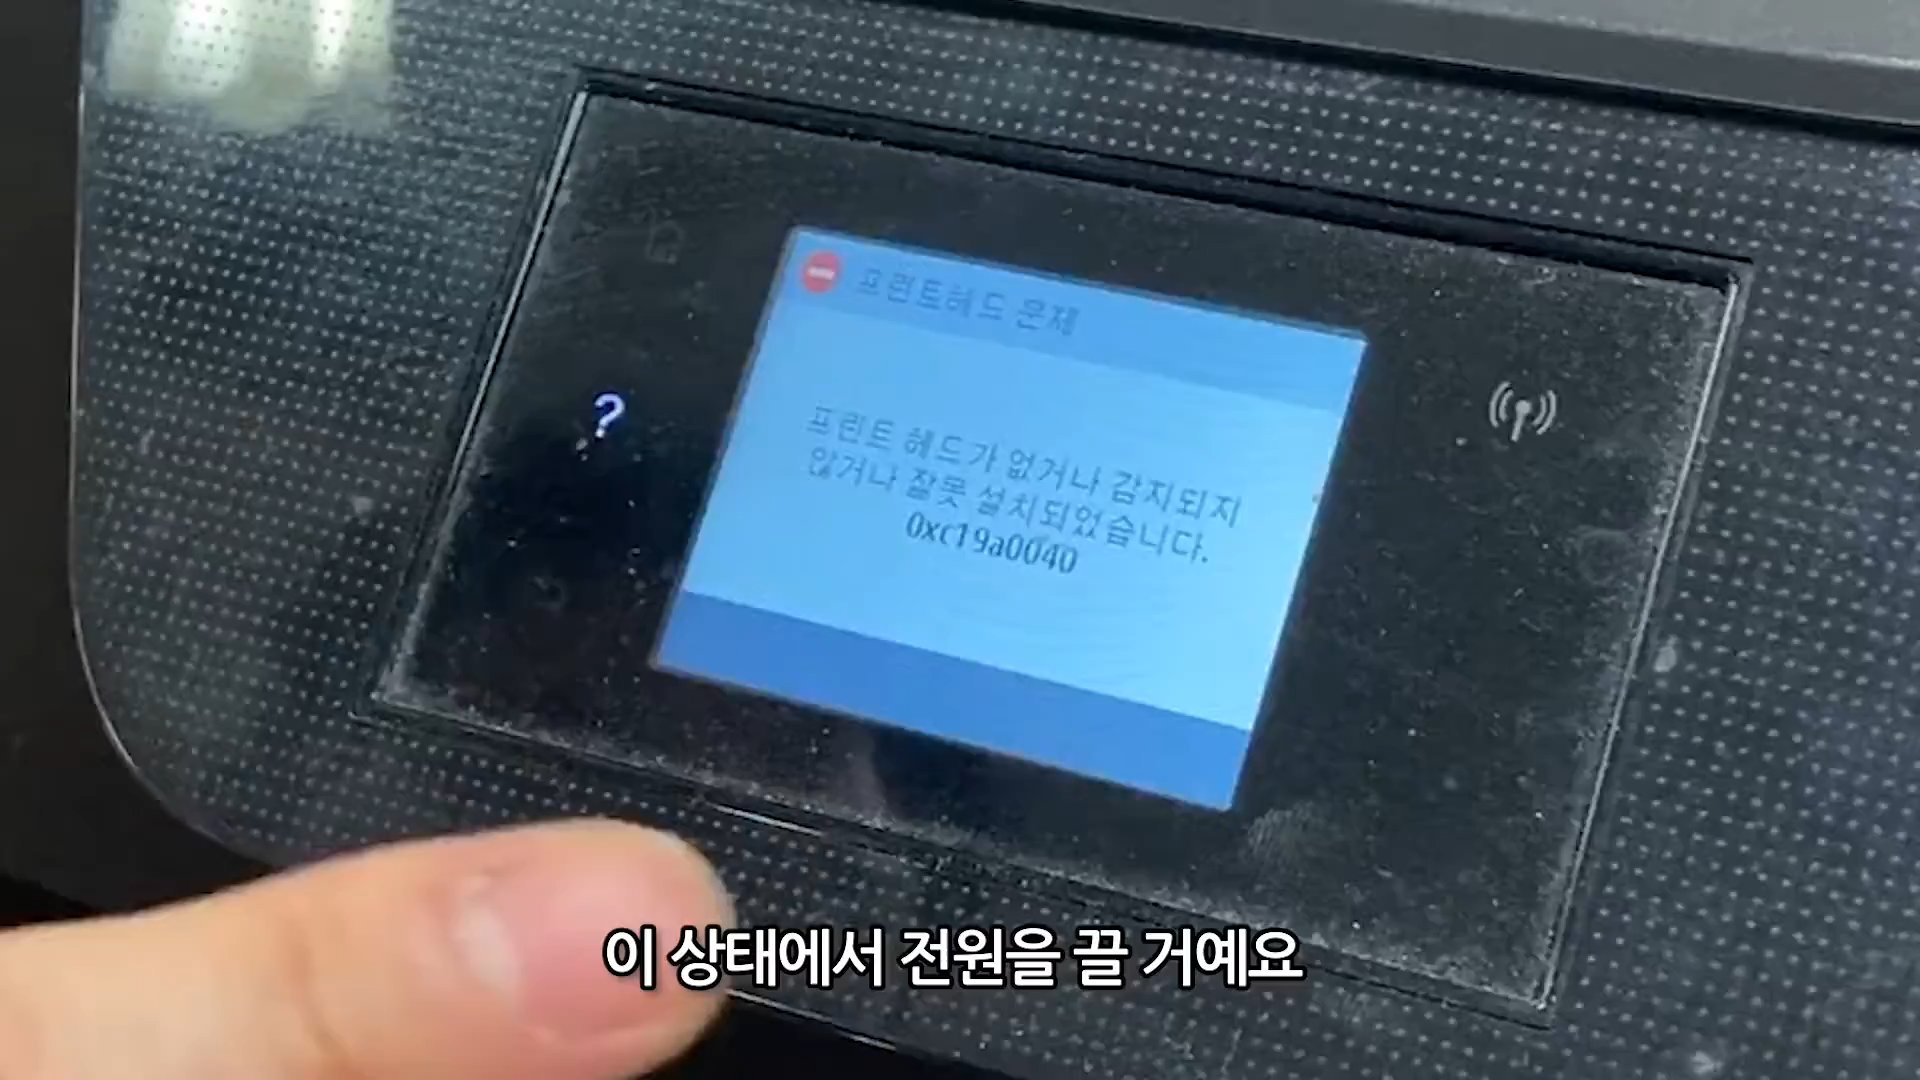 프린트헤드 문제
프린트 헤드가 없거나 감지되지
않거나 잘못 설치되었습니다.
0xc19a0040
?
이 상태에서 전원을 끌 거예요